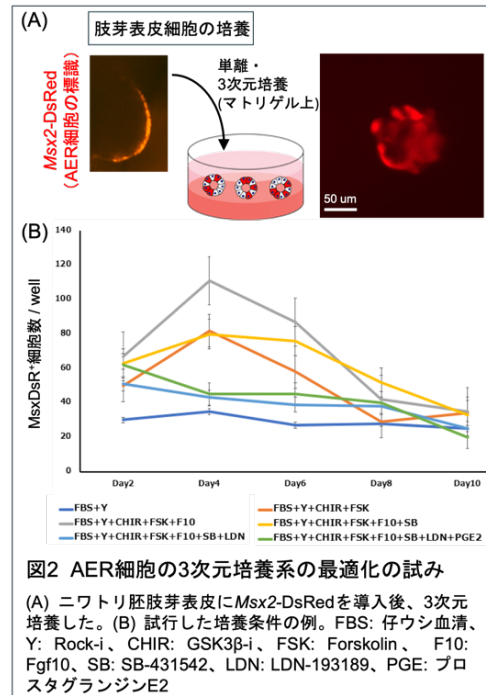 (A)
肢芽表皮細胞の培養
Msx2-DsRed
(AER細胞の標識)
単離・
3次元培養
(マトリゲル上)
50 um
(B)
MsxDsR+細胞数 / well
140
120
100
80
60
40
20
0
Day2 Day4 Day6 Day8 Day10
FBS+Y
FBS+Y+CHIR+FSK
FBS+Y+CHIR+FSK+F10
FBS+Y+CHIR+FSK+F10+SB
FBS+Y+CHIR+FSK+F10+SB+LDN
FBS+Y+CHIR+FSK+F10+SB+LDN+PGE2
図2 AER細胞の3次元培養系の最適化の試み
(A) ニワトリ胚肢芽表皮にMsx2-DsRedを導入後、3次元
培養した。(B) 試行した培養条件の例。FBS: 仔ウシ血清、
Y: Rock-i、CHIR: GSK3β-i、FSK: Forskolin、 F10:
Fgf10、SB: SB-431542、LDN: LDN-193189、PGE: プロ
スタグランジンE2